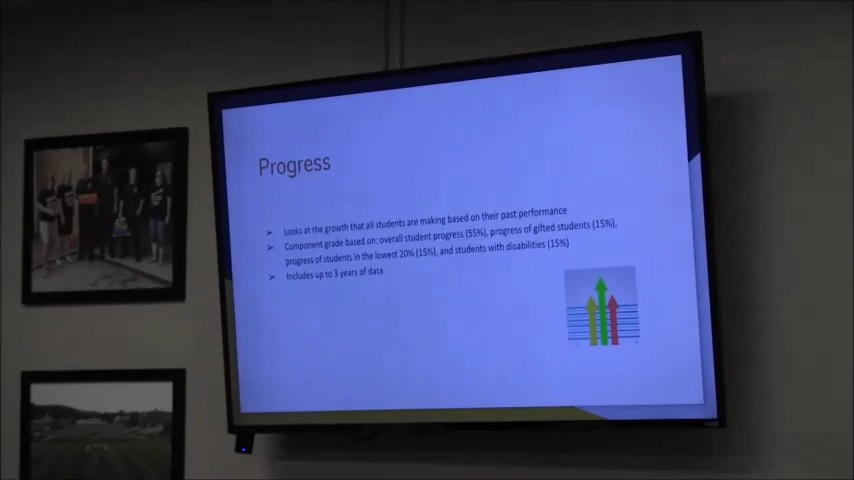 Progress
➢ Looks at the growth that all students are making based on their past performance
➢ Component grade based on: overall student progress (55%), progress of gifted students (15%),
progress of students in the lowest 20% (15%), and students with disabilities (15%)
➢ Includes up to 3 years of data